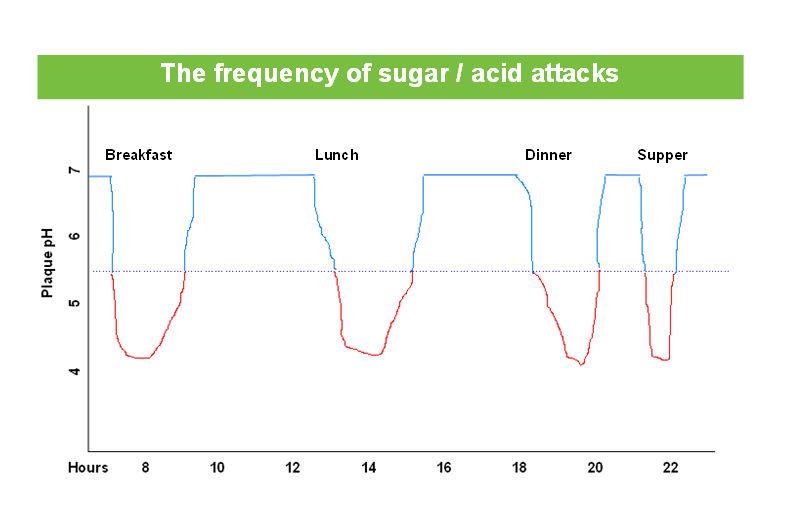 The frequency of sugar / acid attacks
Breakfast Lunch Dinner Supper
7
6
5
4
Plaque pH
Hours 8 10 12 14 16 18 20 22